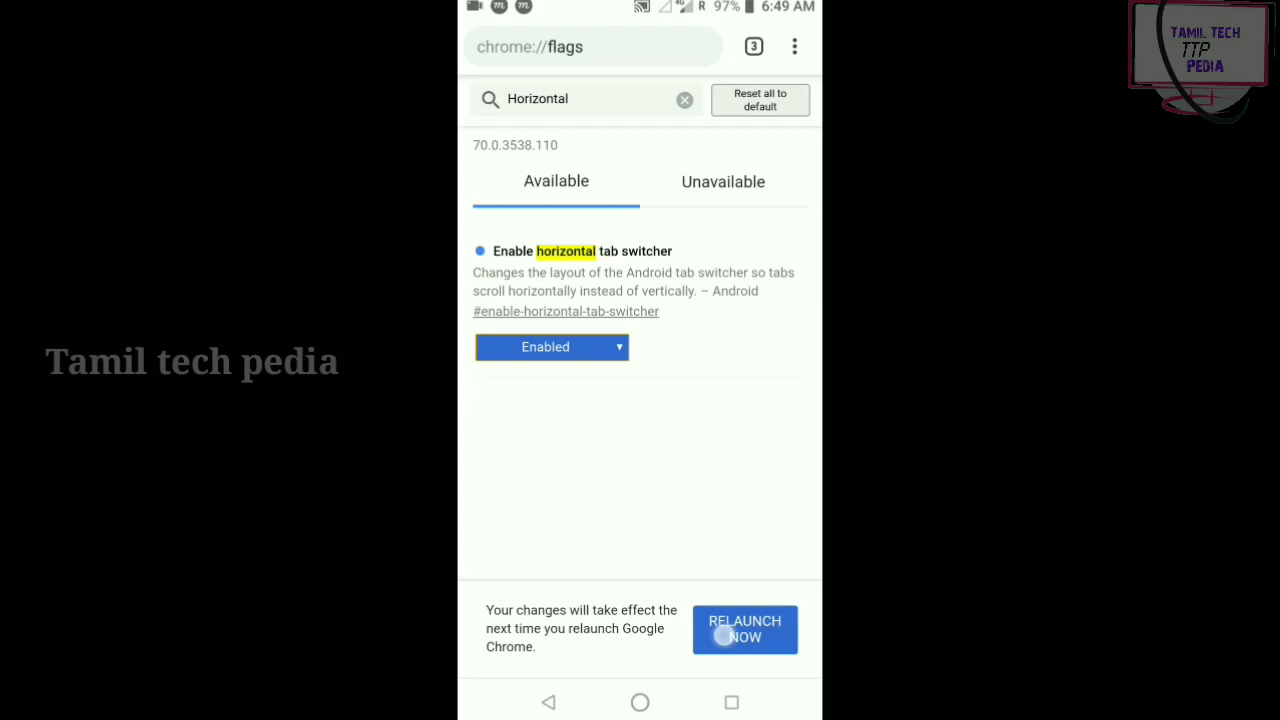 R 97% 6:49 AM
chrome://flags
3
TAMIL TECH
TTP
PEDIA
Horizontal
Reset all to
default
70.0.3538.110
Available
Unavailable
Enable horizontal tab switcher
Changes the layout of the Android tab switcher so tabs
scroll horizontally instead of vertically. – Android
#enable-horizontal-tab-switcher
Enabled
Tamil tech pedia
Your changes will take effect the
next time you relaunch Google
Chrome.
RELAUNCH
NOW